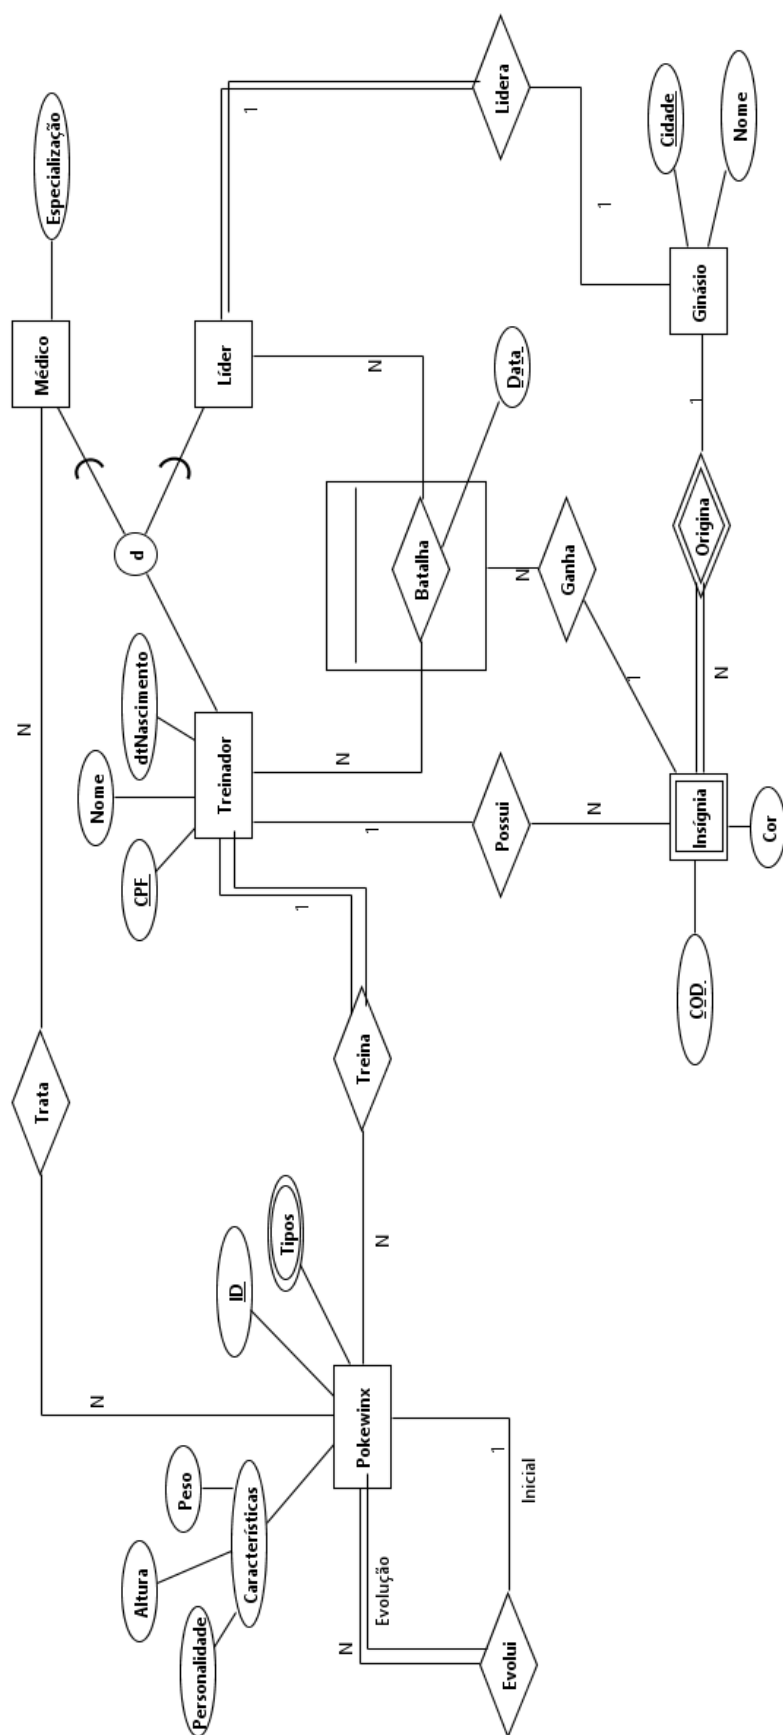 Trata
N
Médico
Especialização
N
Nome
Altura
CPF
dtNascimento
d
Personalidade
Peso
Características
ID
Treinador
Líder
1
Tipos
1
N
Evolução
Pokewinx
Treina
N
1
N
N
Batalha
Evolui
1
Possui
Lidera
Data
Inicial
N
Ganha
N
1
1
COD
Insígnia
1
Ginásio
Cidade
N
Origina
Cor
Nome